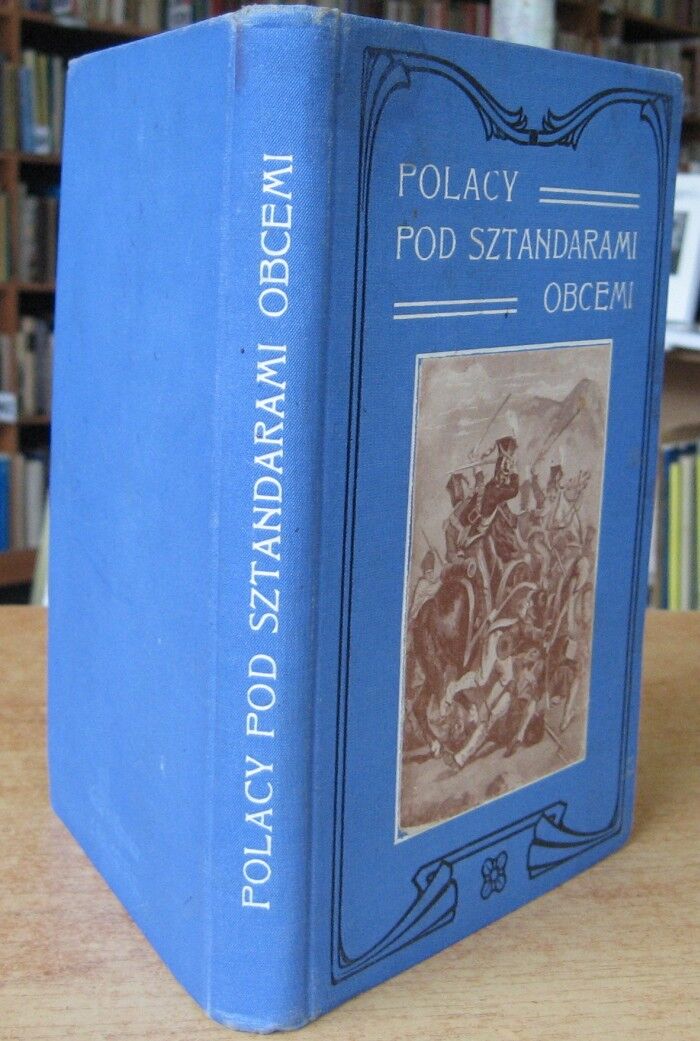 POLACY POD SZTANDARAMI OBCEMI
POLACY
POD SZTANDARAMI
OBCEMI